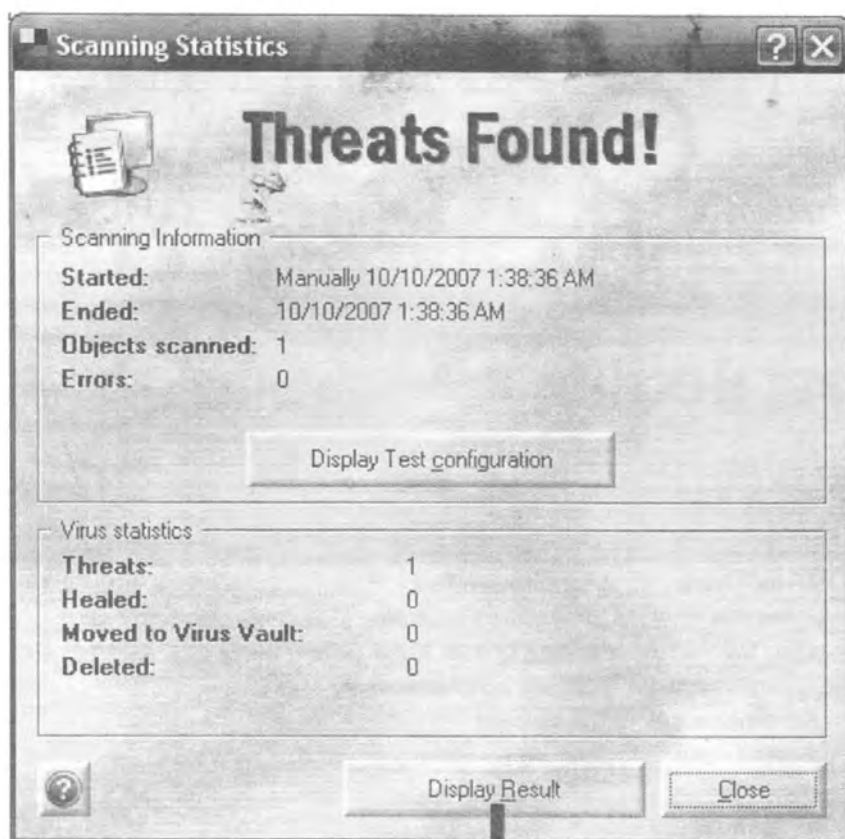 Scanning Statistics
Threats Found!
Scanning Information
Started: Manually 10/10/2007 1:38:36 AM
Ended: 10/10/2007 1:38:36 AM
Objects scanned: 1
Errors: 0
Display Test configuration
Virus statistics
Threats: 1
Healed: 0
Moved to Virus Vault: 0
Deleted: 0
Display Result
Close